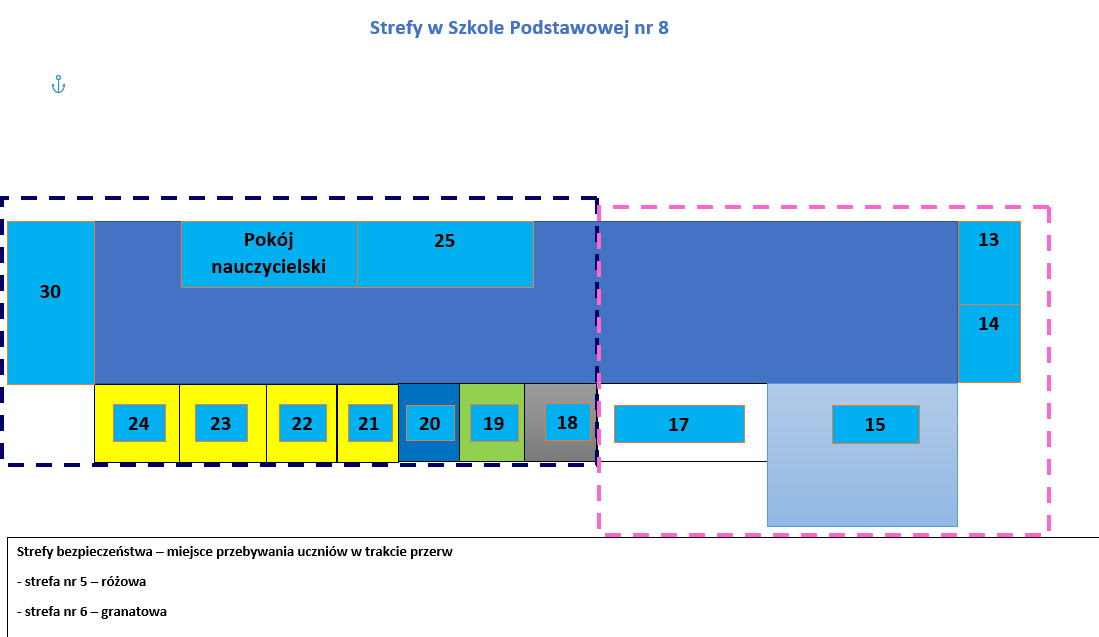 Strefy w Szkole Podstawowej nr 8
Pokój
nauczycielski
25
13
30
14
24
23
22
21
20
19
18
17
15
Strefy bezpieczeństwa – miejsce przebywania uczniów w trakcie przerw
- strefa nr 5 – różowa
- strefa nr 6 – granatowa